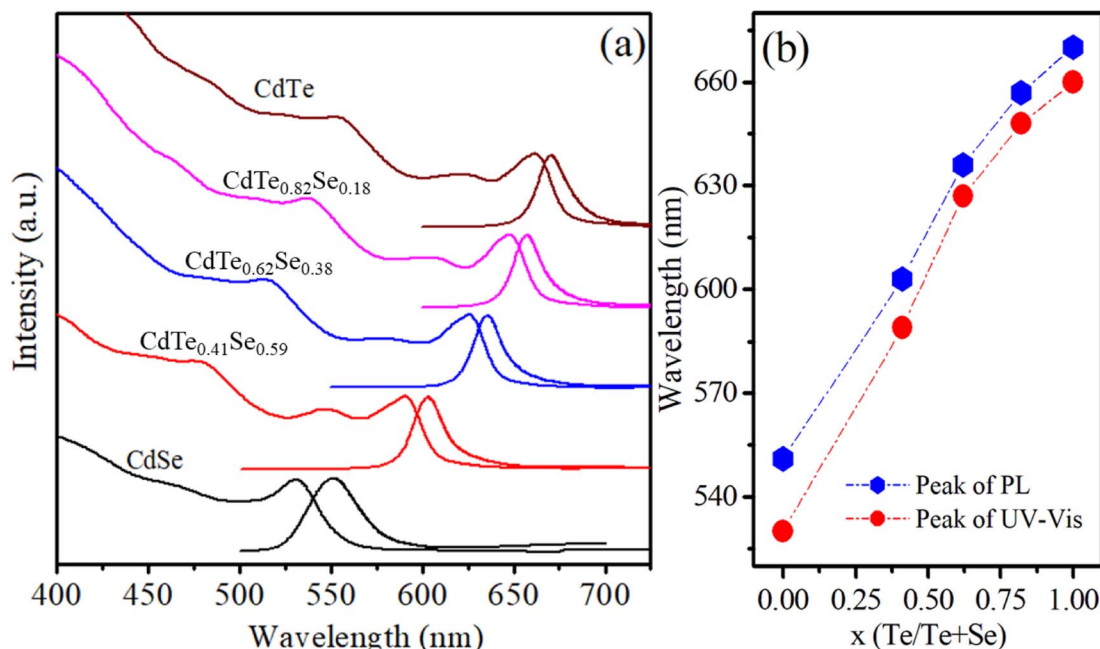 (a)
CdTe
CdTe0.82Se0.18
CdTe0.62Se0.38
CdTe0.41Se0.59
CdSe
Intensity (a.u.)
400 450 500 550 600 650 700
Wavelength (nm)
(b)
660
630
600
570
540
Wavelength (nm)
Peak of PL
Peak of UV-Vis
0.00 0.25 0.50 0.75 1.00
x (Te/Te+Se)